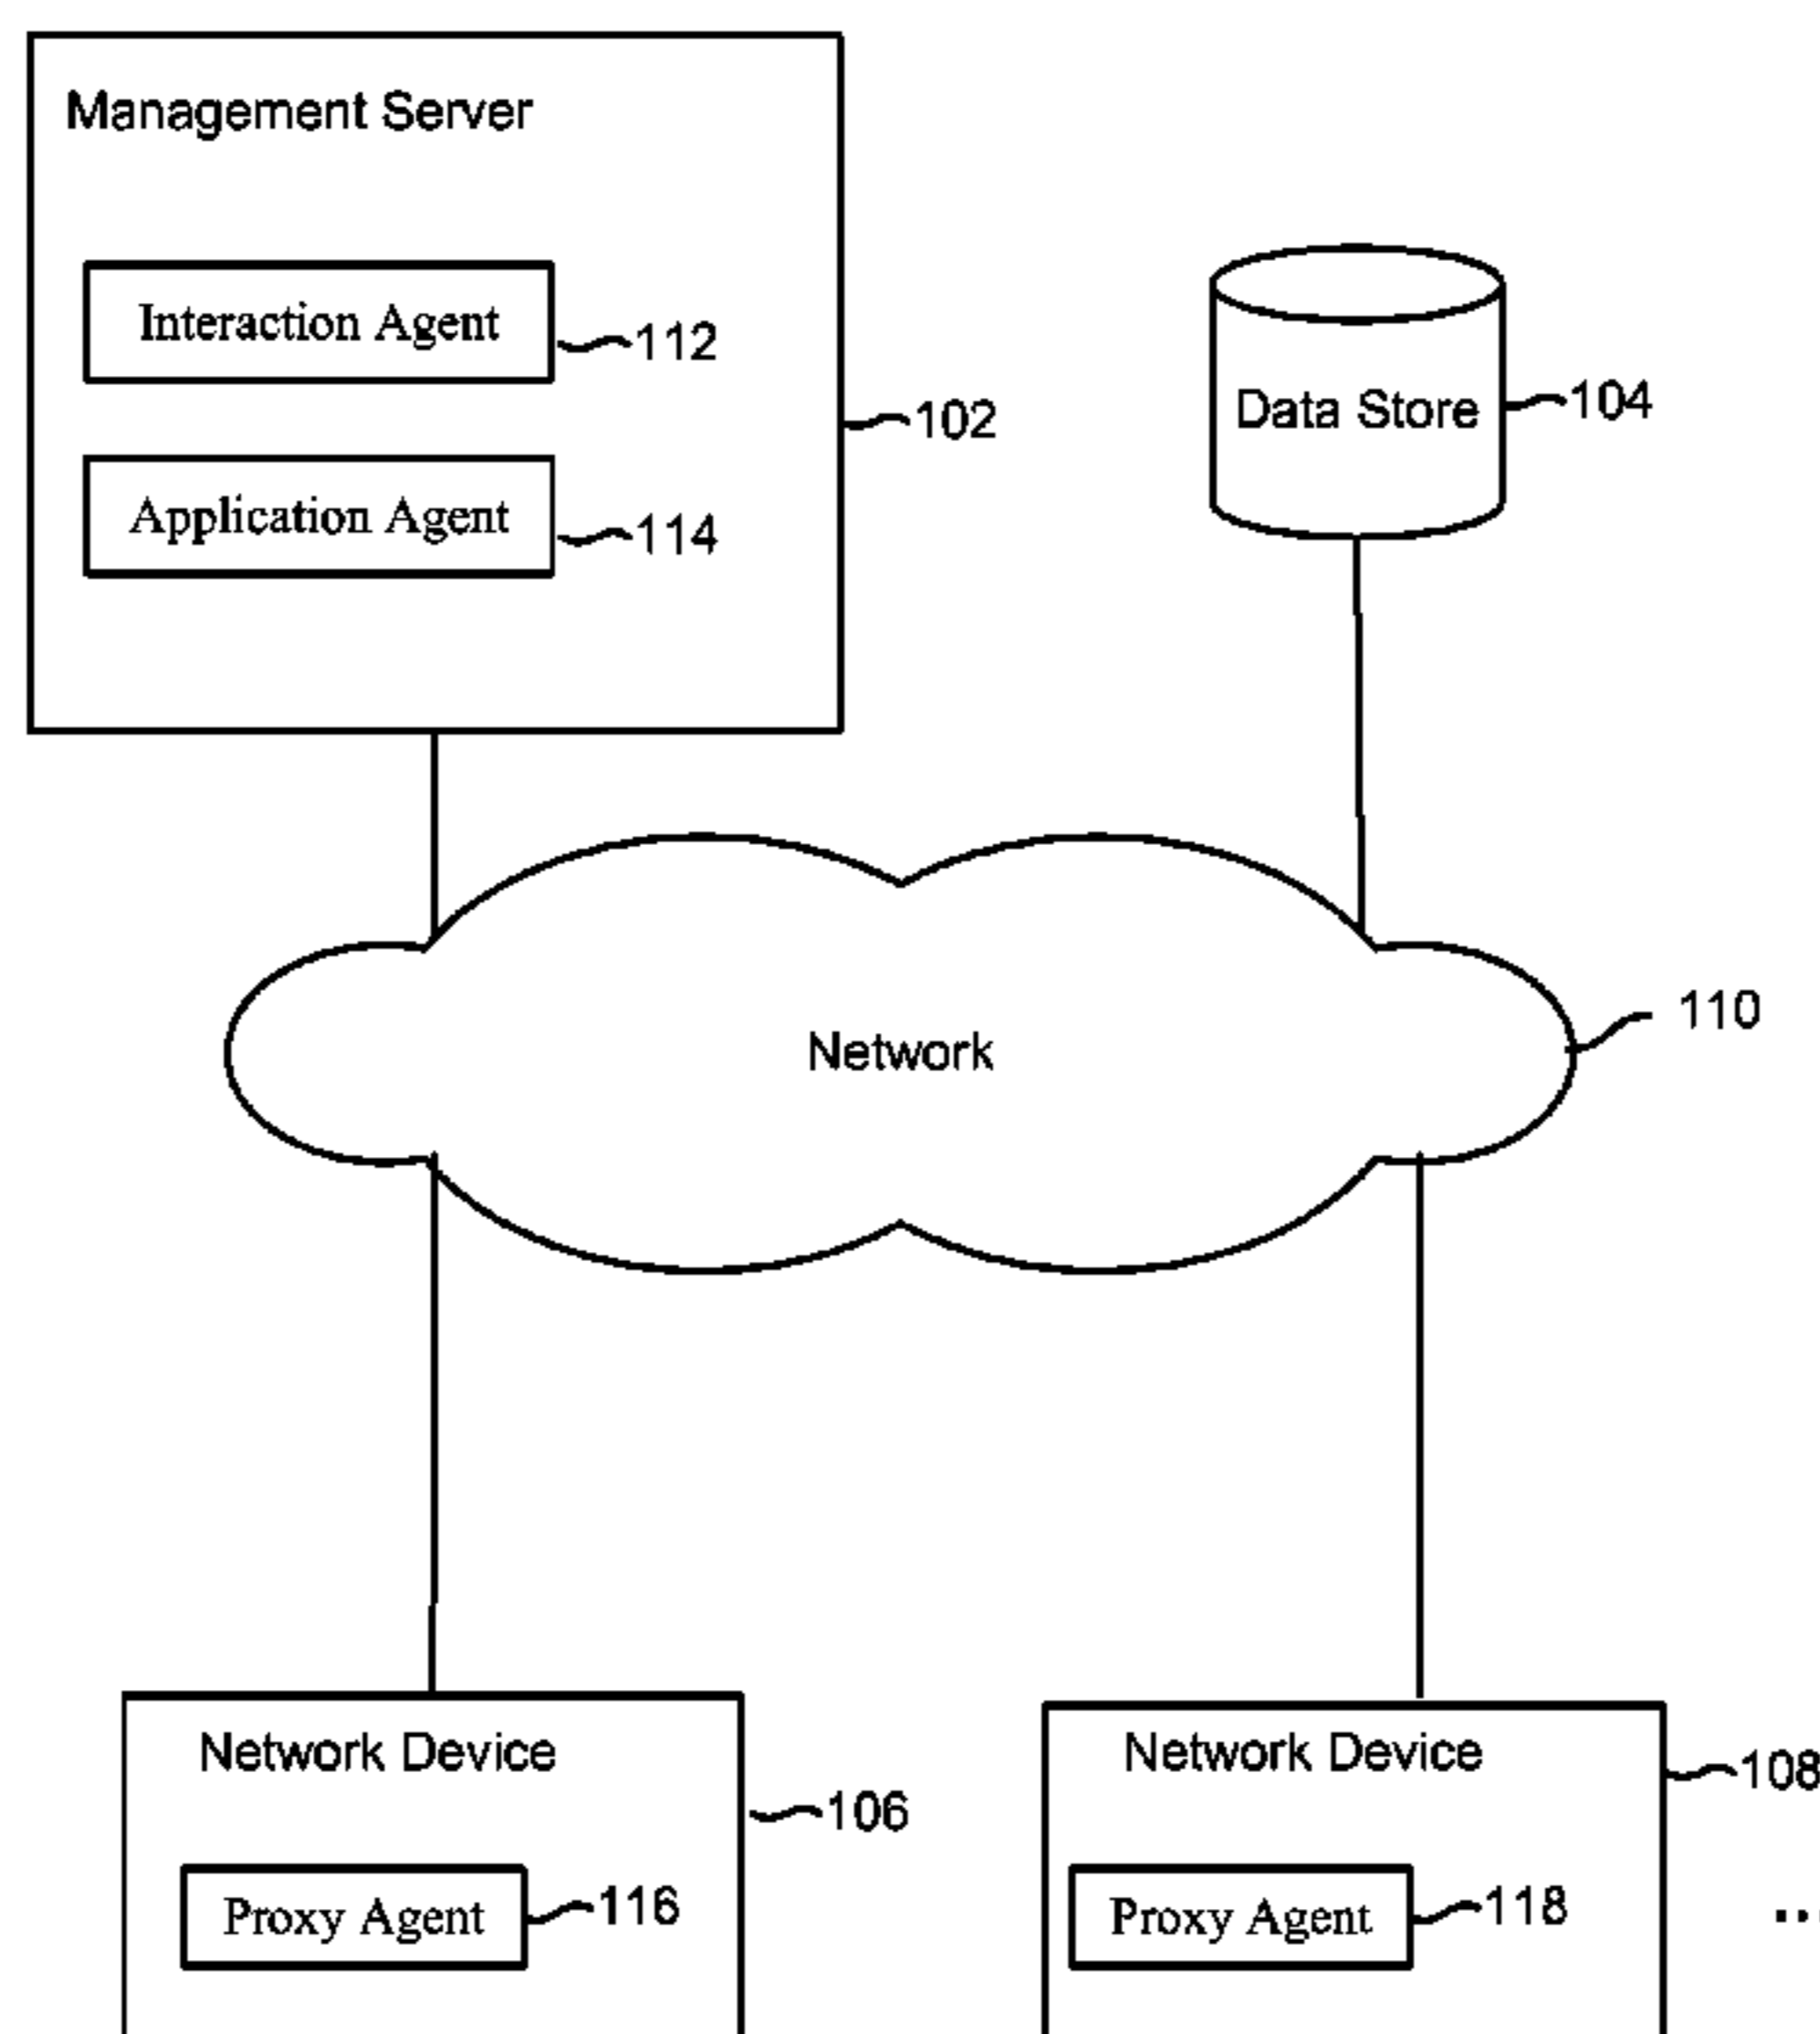 Management Server
Interaction Agent
112
102
Data Store
104
Application Agent
114
110
Network
Network Device
106
Proxy Agent
116
Network Device
108
Proxy Agent
118
...